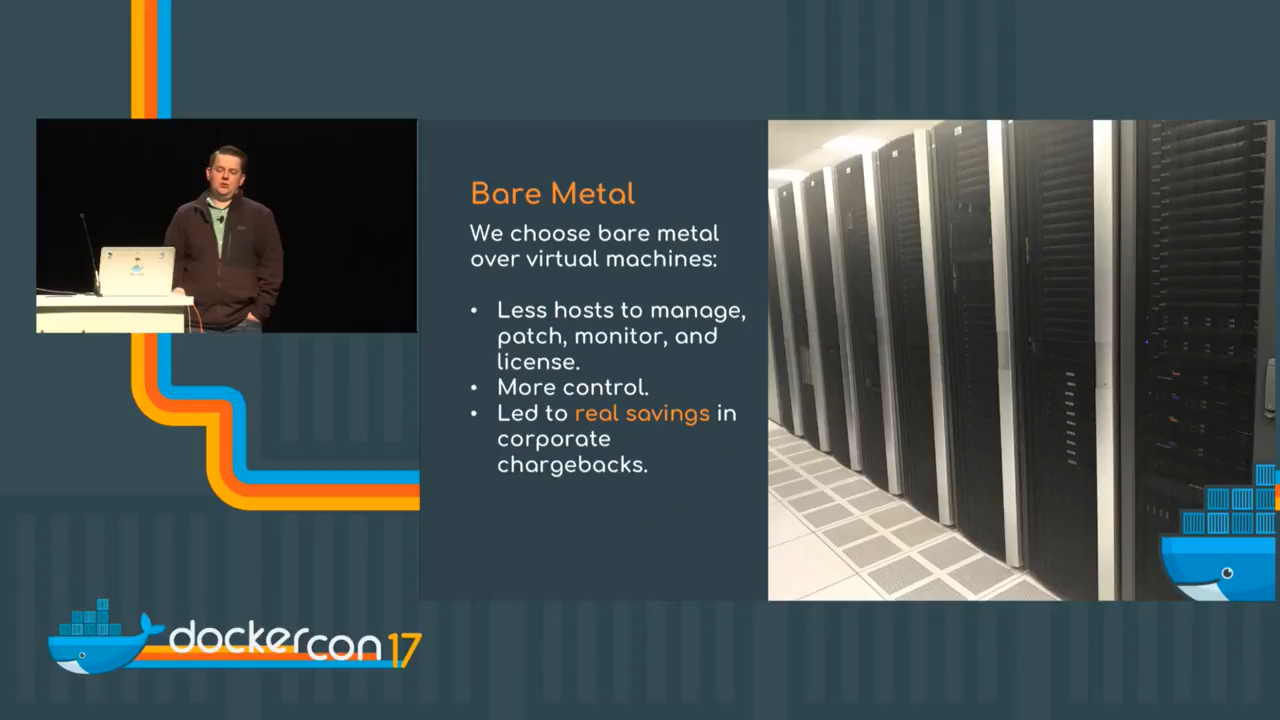 Bare Metal
We choose bare metal
over virtual machines:
• Less hosts to manage,
patch, monitor, and
license.
• More control.
• Led to real savings in
corporate
chargebacks.
dockercon 17